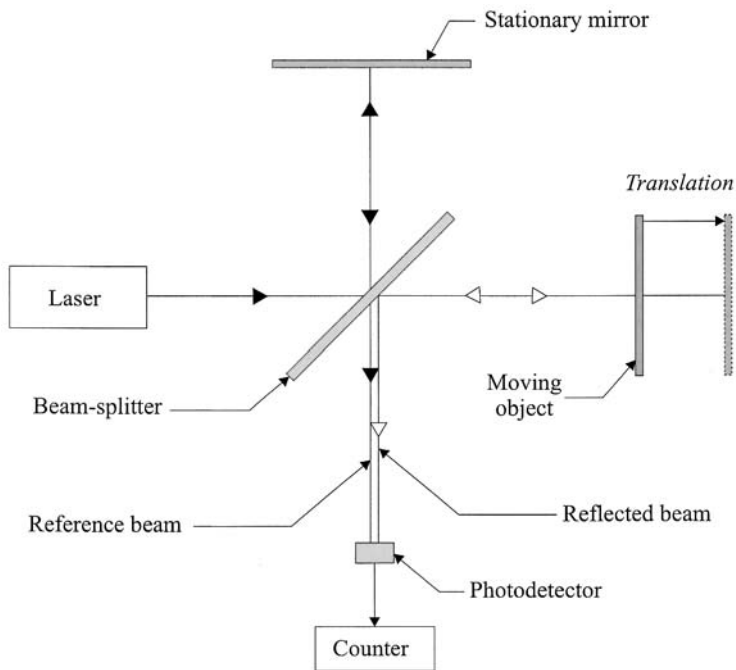 Stationary mirror
Translation
Laser
Moving
object
Beam-splitter
Reference beam
Reflected beam
Photodetector
Counter